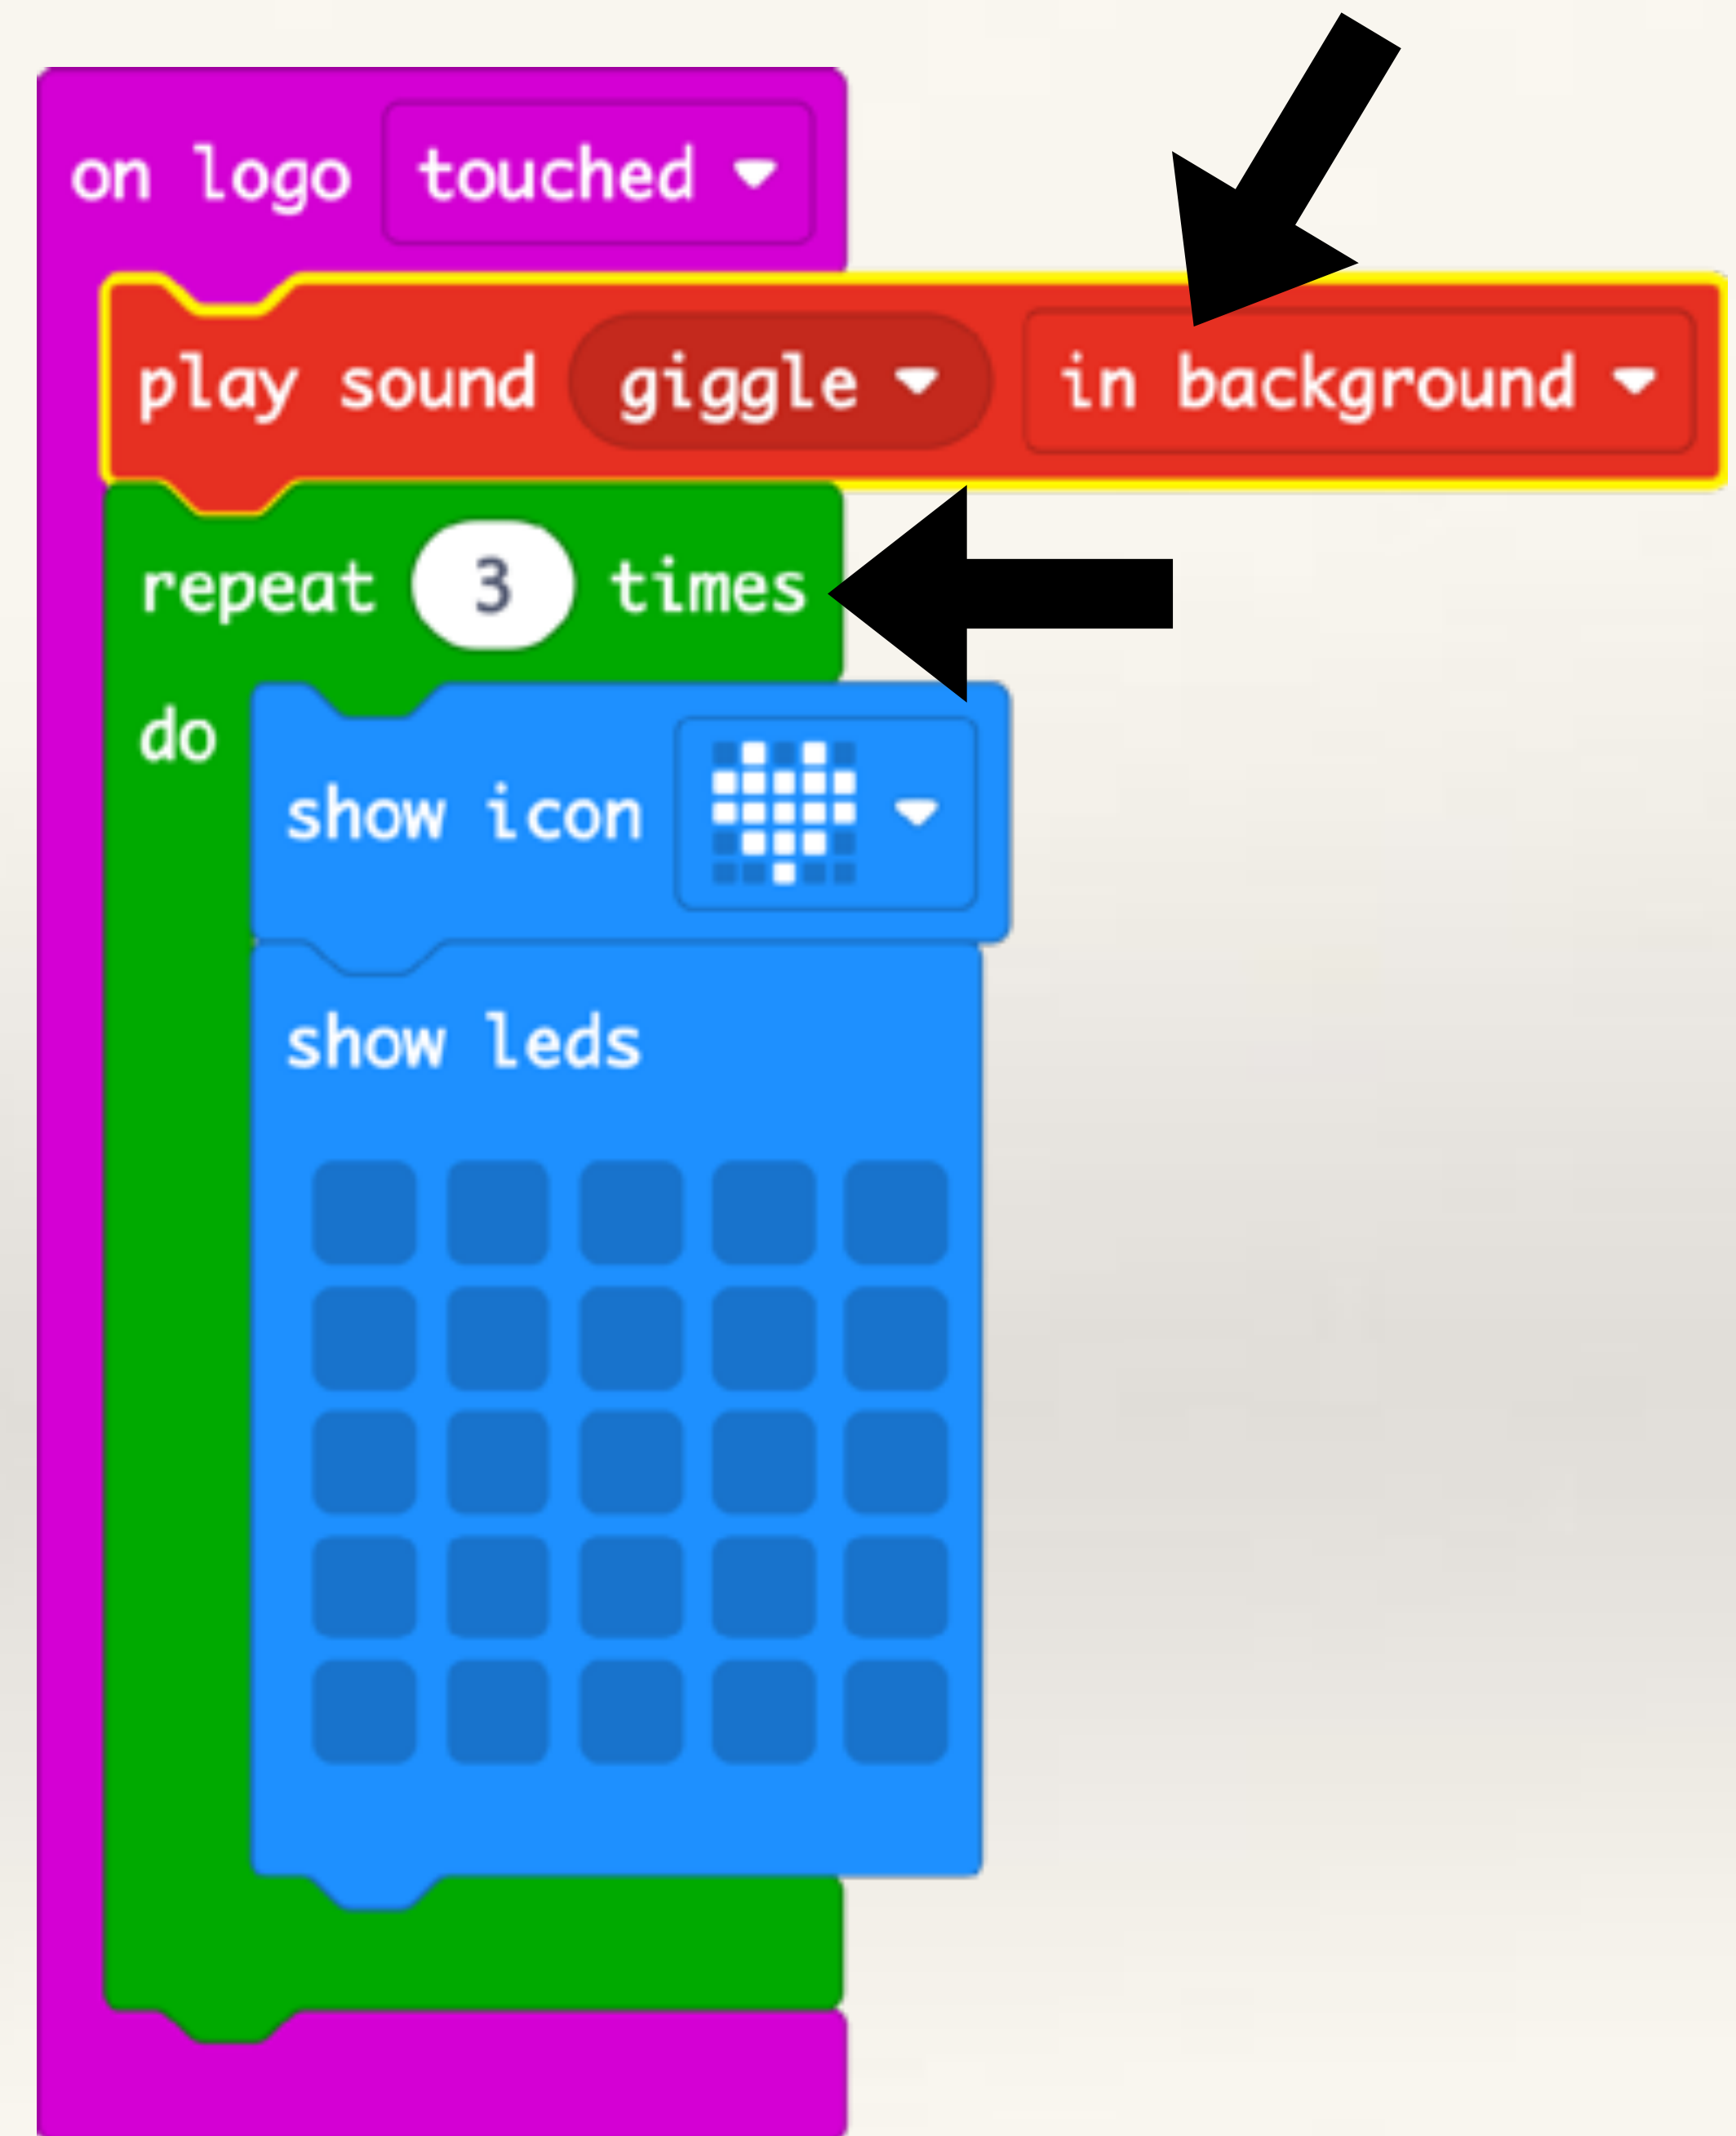 on logo touched
play sound giggle in background
repeat 3 times
do
show icon
show leds